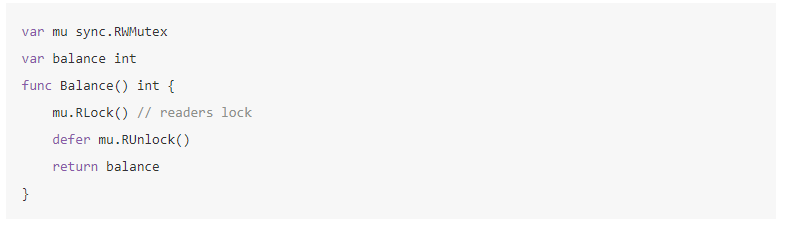 var mu sync.RWMutex
var balance int
func Balance() int {
    mu.RLock() // readers lock
    defer mu.RUnlock()
    return balance
}